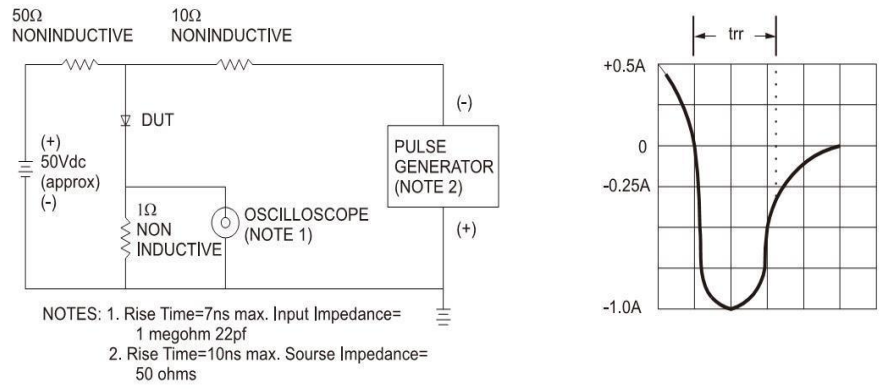 50Ω
NONINDUCTIVE
10Ω
NONINDUCTIVE
DUT
(+)
50Vdc
(approx)
(-)
1Ω
NON
INDUCTIVE
OSCILLOSCOPE
(NOTE 1)
(-)
PULSE
GENERATOR
(NOTE 2)
(+)
NOTES: 1. Rise Time=7ns max. Input Impedance=
1 megohm 22pf
2. Rise Time=10ns max. Sourse Impedance=
50 ohms
trr
+0.5A
0
-0.25A
-1.0A